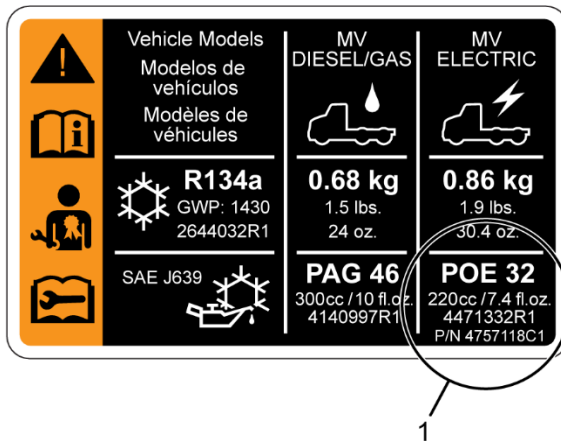 Vehicle Models
Modelos de
vehículos
Modèles de
véhicules
MV
DIESEL/GAS
MV
ELECTRIC
R134a
GWP: 1430
2644032R1
0.68 kg
1.5 lbs.
24 oz.
0.86 kg
1.9 lbs.
30.4 oz.
SAE J639
PAG 46
300cc/10 fl.oz.
4140997R1
POE 32
220cc/7.4 fl.oz.
4471332R1
P/N 4757118C1
1